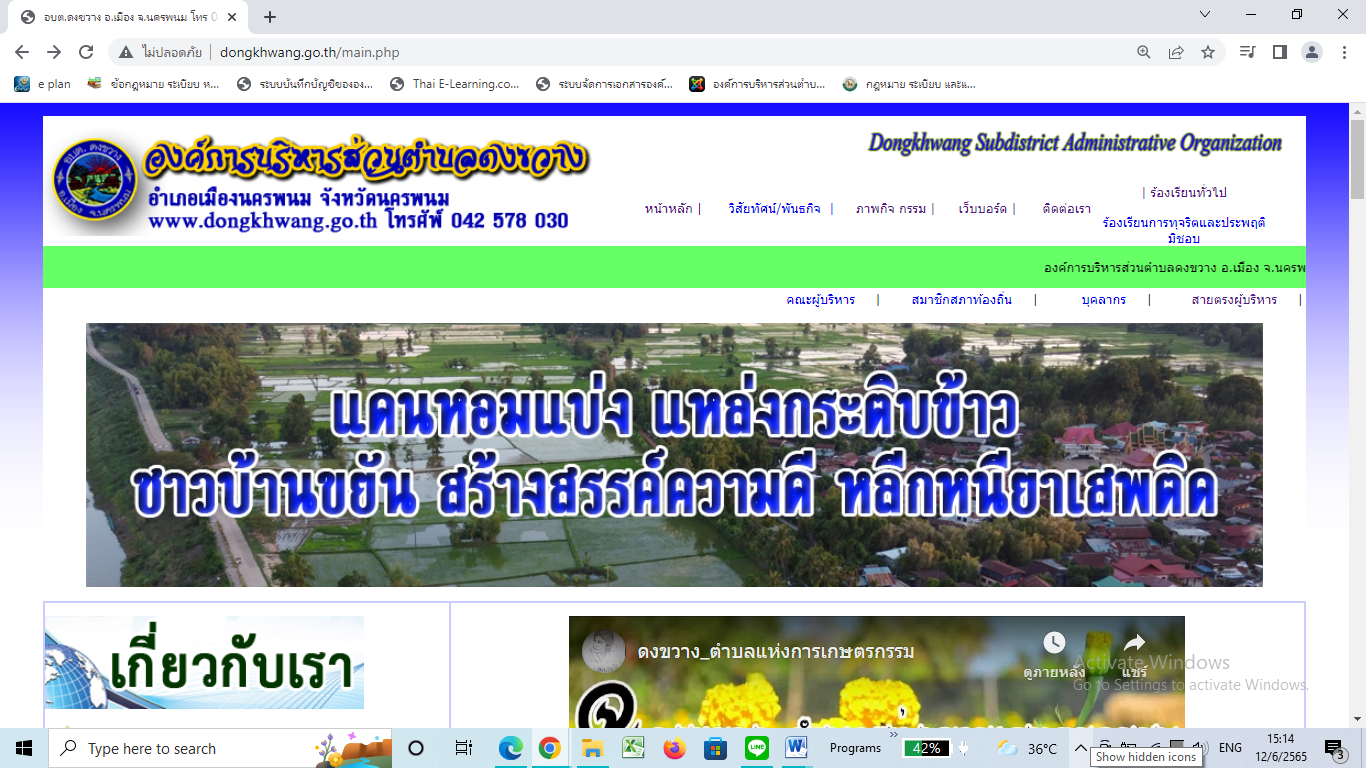 อบต.ดงขวาง อ.เมือง จ.นครพนม โทร 0
ไม่ปลอดภัย | dongkhwang.go.th/main.php
e plan
ข้อกฎหมาย ระเบียบ ห...
ระบบบันทึกบัญชีขององ...
Thai E-Learning.co...
ระบบจัดการเอกสารองค์...
องค์การบริหารส่วนตำบ...
กฎหมาย ระเบียบ และแ...
องค์การบริหารส่วนตำบลดงขวาง
อำเภอเมืองนครพนม จังหวัดนครพนม
www.dongkhwang.go.th โทรศัพ์ 042 578 030
Dongkhwang Subdistrict Administrative Organization
หน้าหลัก | วิสัยทัศน์/พันธกิจ | ภาพกิจ กรรม | เว็บบอร์ด | ติดต่อเรา
| ร้องเรียนทั่วไป
ร้องเรียนการทุจริตและประพฤติ
มิชอบ
องค์การบริหารส่วนตำบลดงขวาง อ.เมือง จ.นครพ
คณะผู้บริหาร | สมาชิกสภาท้องถิ่น | บุคลากร | สายตรงผู้บริหาร |
แดนหอมแบ่ง แหล่งกระติบข้าว
ชาวบ้านขยัน สร้างสรรค์ความดี หลีกหนียาเสพติด
เกี่ยวกับเรา
ดงขวาง_ตำบลแห่งการเกษตรกรรม
ดูภายหลัง
แชร์
Activate Windows
Go to Settings to activate Windows.
Type here to search
Programs
42%
36°C
ENG
15:14
12/6/2565
3
Show hidden icons